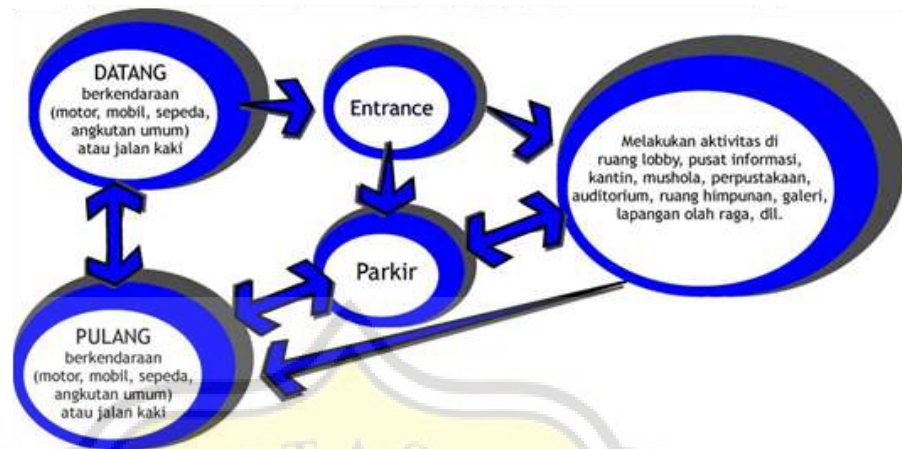 DATANG
berkendaraan
(motor, mobil, sepeda,
angkutan umum)
atau jalan kaki
Entrance
Melakukan aktivitas di
ruang lobby, pusat informasi,
kantin, mushola, perpustakaan,
auditorium, ruang himpunan, galeri,
lapangan olah raga, dll.
Parkir
PULANG
berkendaraan
(motor, mobil, sepeda,
angkutan umum)
atau jalan kaki